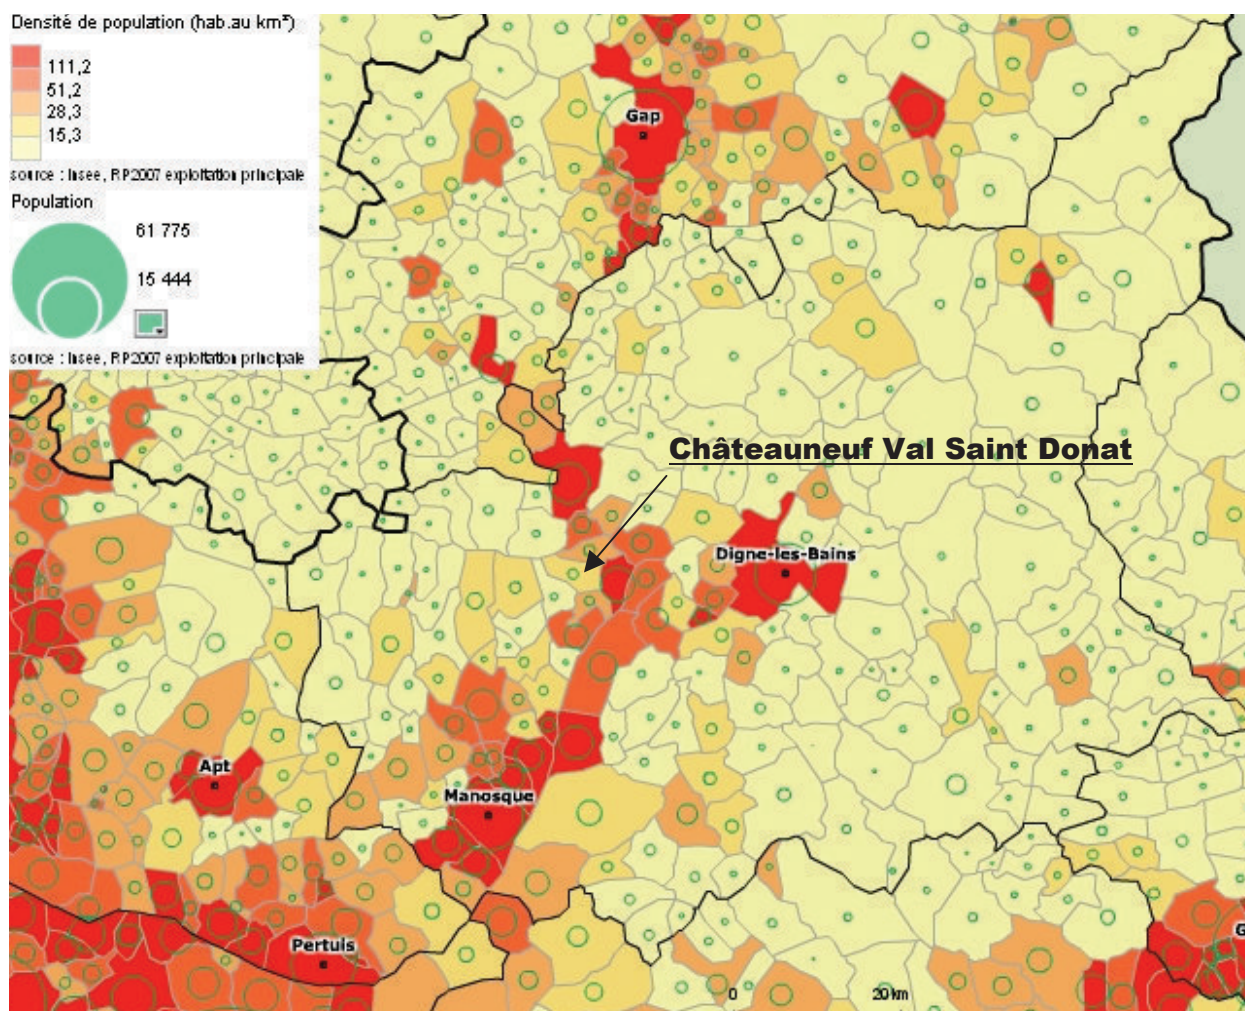 Densité de population (hab.au km²)
111,2
51,2
28,3
15,3
source : Insee, RP2007 exploitation principale
Population
61 775
15 444
source : Insee, RP2007 exploitation principale
Gap
Châteauneuf Val Saint Donat
Digne-les-Bains
Apt
Manosque
G
Pertuis
0
20 km